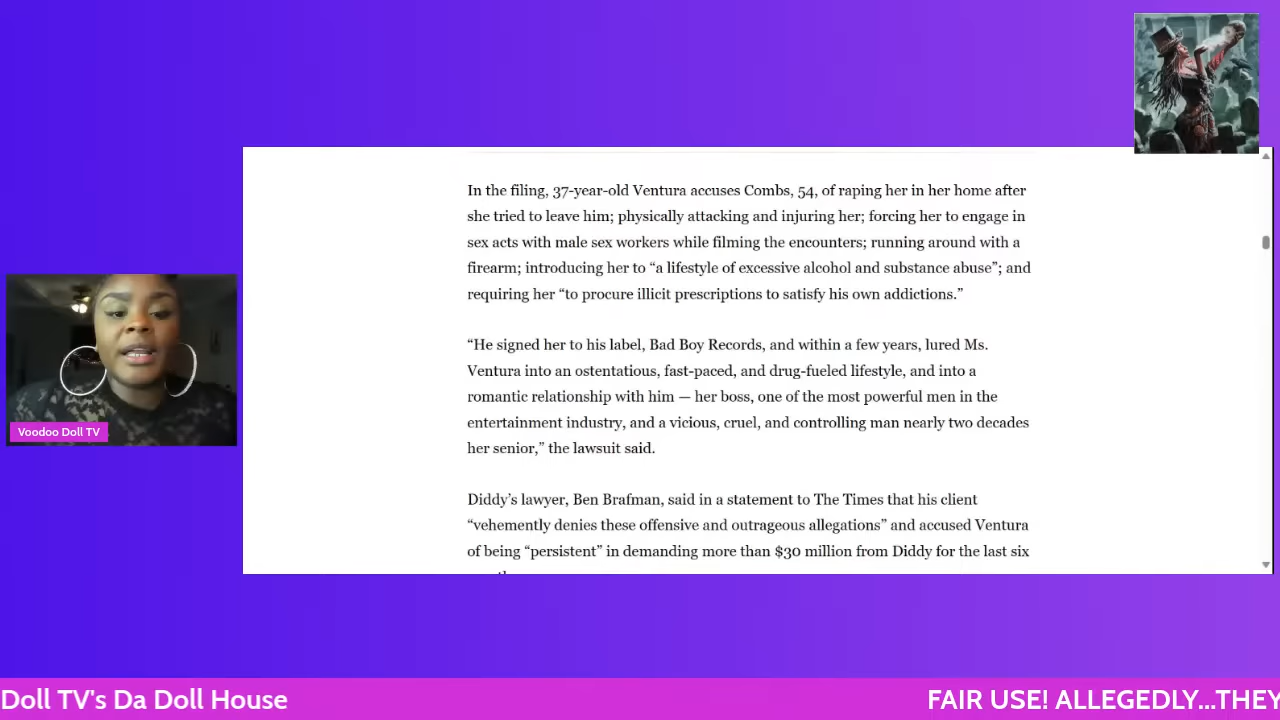 In the filing, 37-year-old Ventura accuses Combs, 54, of raping her in her home after
she tried to leave him; physically attacking and injuring her; forcing her to engage in
sex acts with male sex workers while filming the encounters; running around with a
firearm; introducing her to “a lifestyle of excessive alcohol and substance abuse”; and
requiring her “to procure illicit prescriptions to satisfy his own addictions.”
“He signed her to his label, Bad Boy Records, and within a few years, lured Ms.
Ventura into an ostentatious, fast-paced, and drug-fueled lifestyle, and into a
romantic relationship with him — her boss, one of the most powerful men in the
entertainment industry, and a vicious, cruel, and controlling man nearly two decades
her senior,” the lawsuit said.
Diddy’s lawyer, Ben Brafman, said in a statement to The Times that his client
“vehemently denies these offensive and outrageous allegations” and accused Ventura
of being “persistent” in demanding more than $30 million from Diddy for the last six
Voodoo Doll TV
Doll TV's Da Doll House
FAIR USE! ALLEGEDLY...THEY